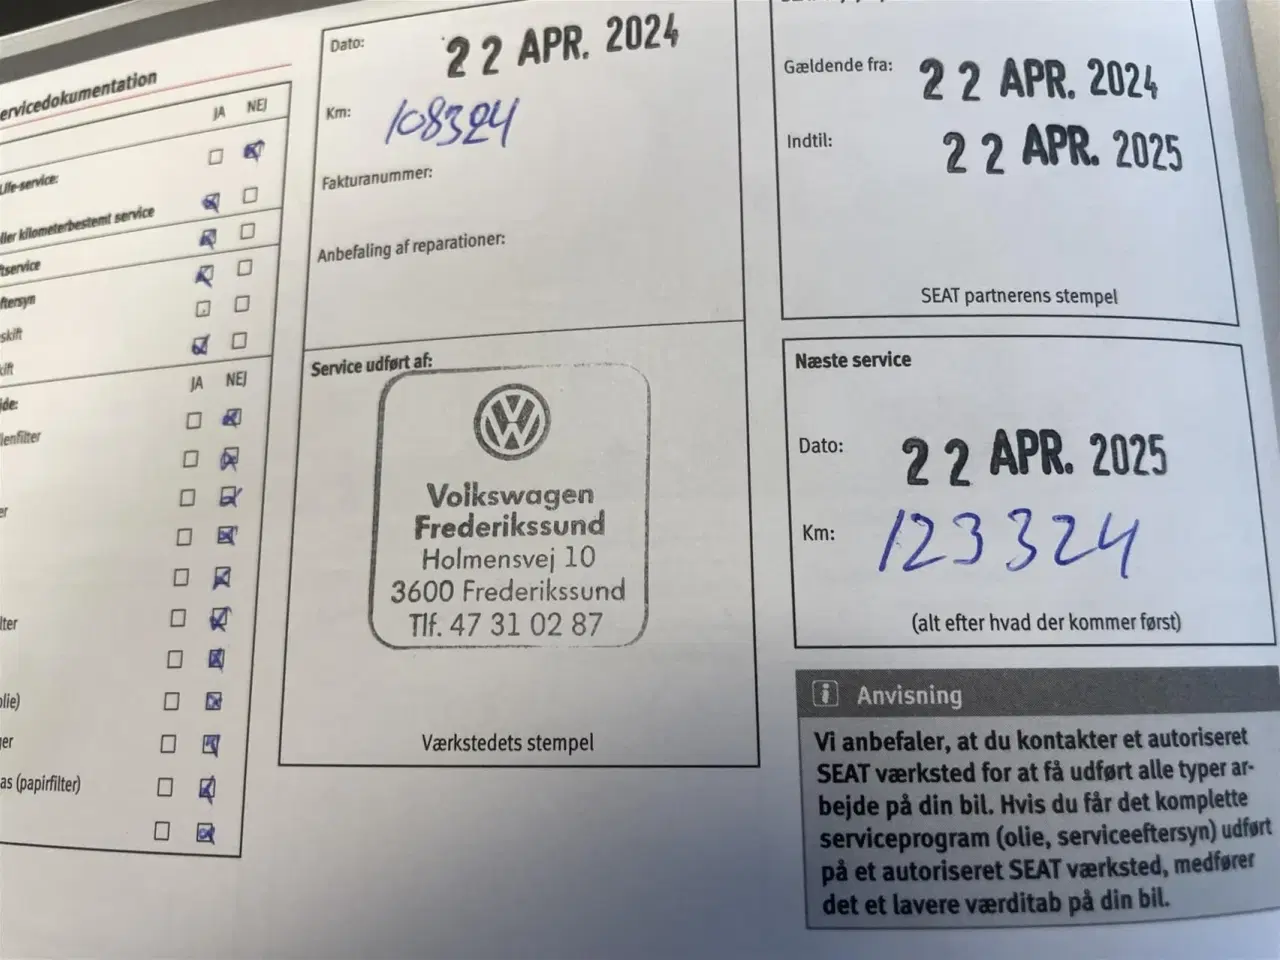 ervicedokumentation
JA NEJ
Life-service:
ller kilometerbestemt service
tservice
ftersyn
skift
kift
JA NEJ
de:
lenfilter
er
lter
olie)
ger
as (papirfilter)
Dato: 22 APR. 2024
Km: 108324
Fakturanummer:
Anbefaling af reparationer:
Service udført af:
Volkswagen
Frederikssund
Holmensvej 10
3600 Frederikssund
Tlf. 47 31 02 87
Værkstedets stempel
Gældende fra: 22 APR. 2024
Indtil: 22 APR. 2025
SEAT partnerens stempel
Næste service
Dato: 22 APR. 2025
Km: 123324
(alt efter hvad der kommer først)
i Anvisning
Vi anbefaler, at du kontakter et autoriseret
SEAT værksted for at få udført alle typer ar-
bejde på din bil. Hvis du får det komplette
serviceprogram (olie, serviceeftersyn) udført
på et autoriseret SEAT værksted, medfører
det et lavere værditab på din bil.